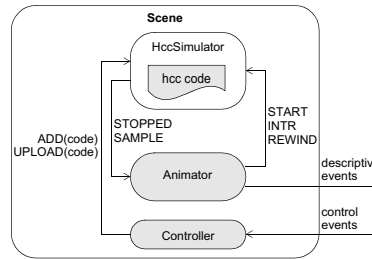 Scene
HccSimulator
hcc code
STOPPED
SAMPLE
START
INTR
REWIND
ADD(code)
UPLOAD(code)
Animator
descriptiv
events
control
events
Controller